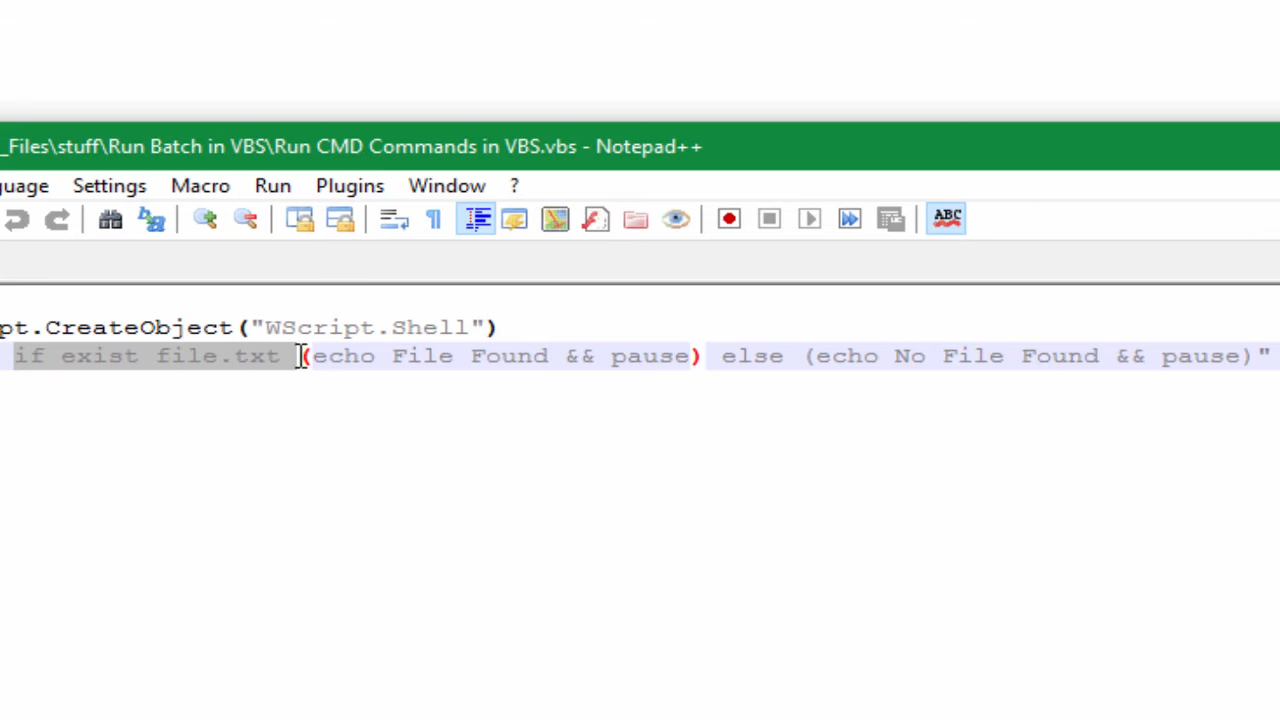 _Files\stuff\Run Batch in VBS\Run CMD Commands in VBS.vbs - Notepad++
guage Settings Macro Run Plugins Window ?
ABC
pt.CreateObject("WScript.Shell")
if exist file.txt (echo File Found && pause) else (echo No File Found && pause)"